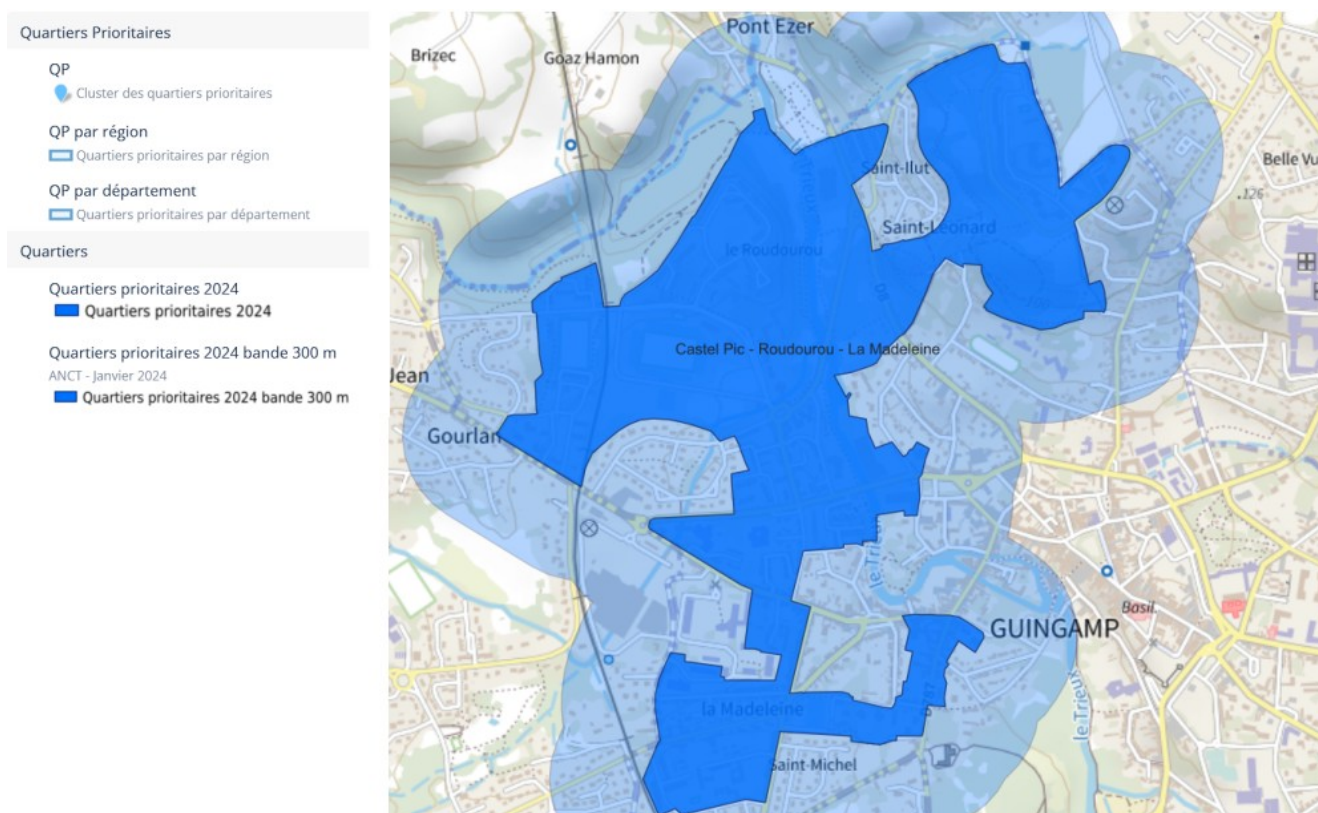 Quartiers Prioritaires
QP
Cluster des quartiers prioritaires
QP par région
Quartiers prioritaires par région
QP par département
Quartiers prioritaires par département
Quartiers
Quartiers prioritaires 2024
Quartiers prioritaires 2024
Quartiers prioritaires 2024 bande 300 m
ANCT - Janvier 2024
Quartiers prioritaires 2024 bande 300 m
Pont Ezer
Brizec
Goaz Hamon
Belle Vu
Saint-Ilut
.126
Saint-Léonard
le Roudourou
D8
Castel Pic - Roudourou - La Madeleine
Jean
Gourlan
le Trieux
Basil.
GUINGAMP
la Madeleine
D787
le Trieux
Saint-Michel